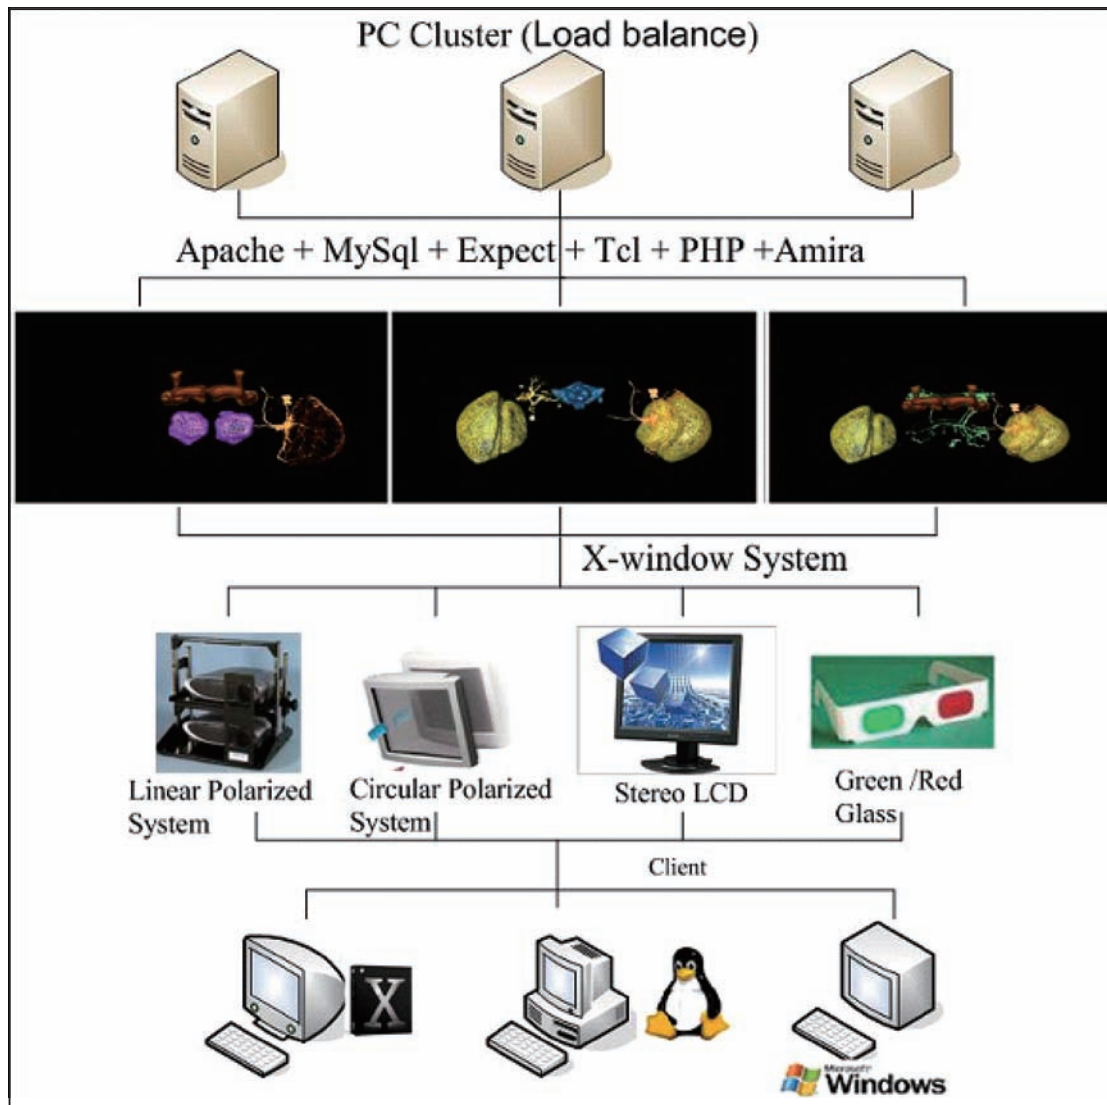 PC Cluster (Load balance)
Apache + MySql + Expect + Tcl + PHP +Amira
X-window System
Linear Polarized
System
Circular Polarized
System
Stereo LCD
Green /Red
Glass
Client
X
Microsoft
Windows